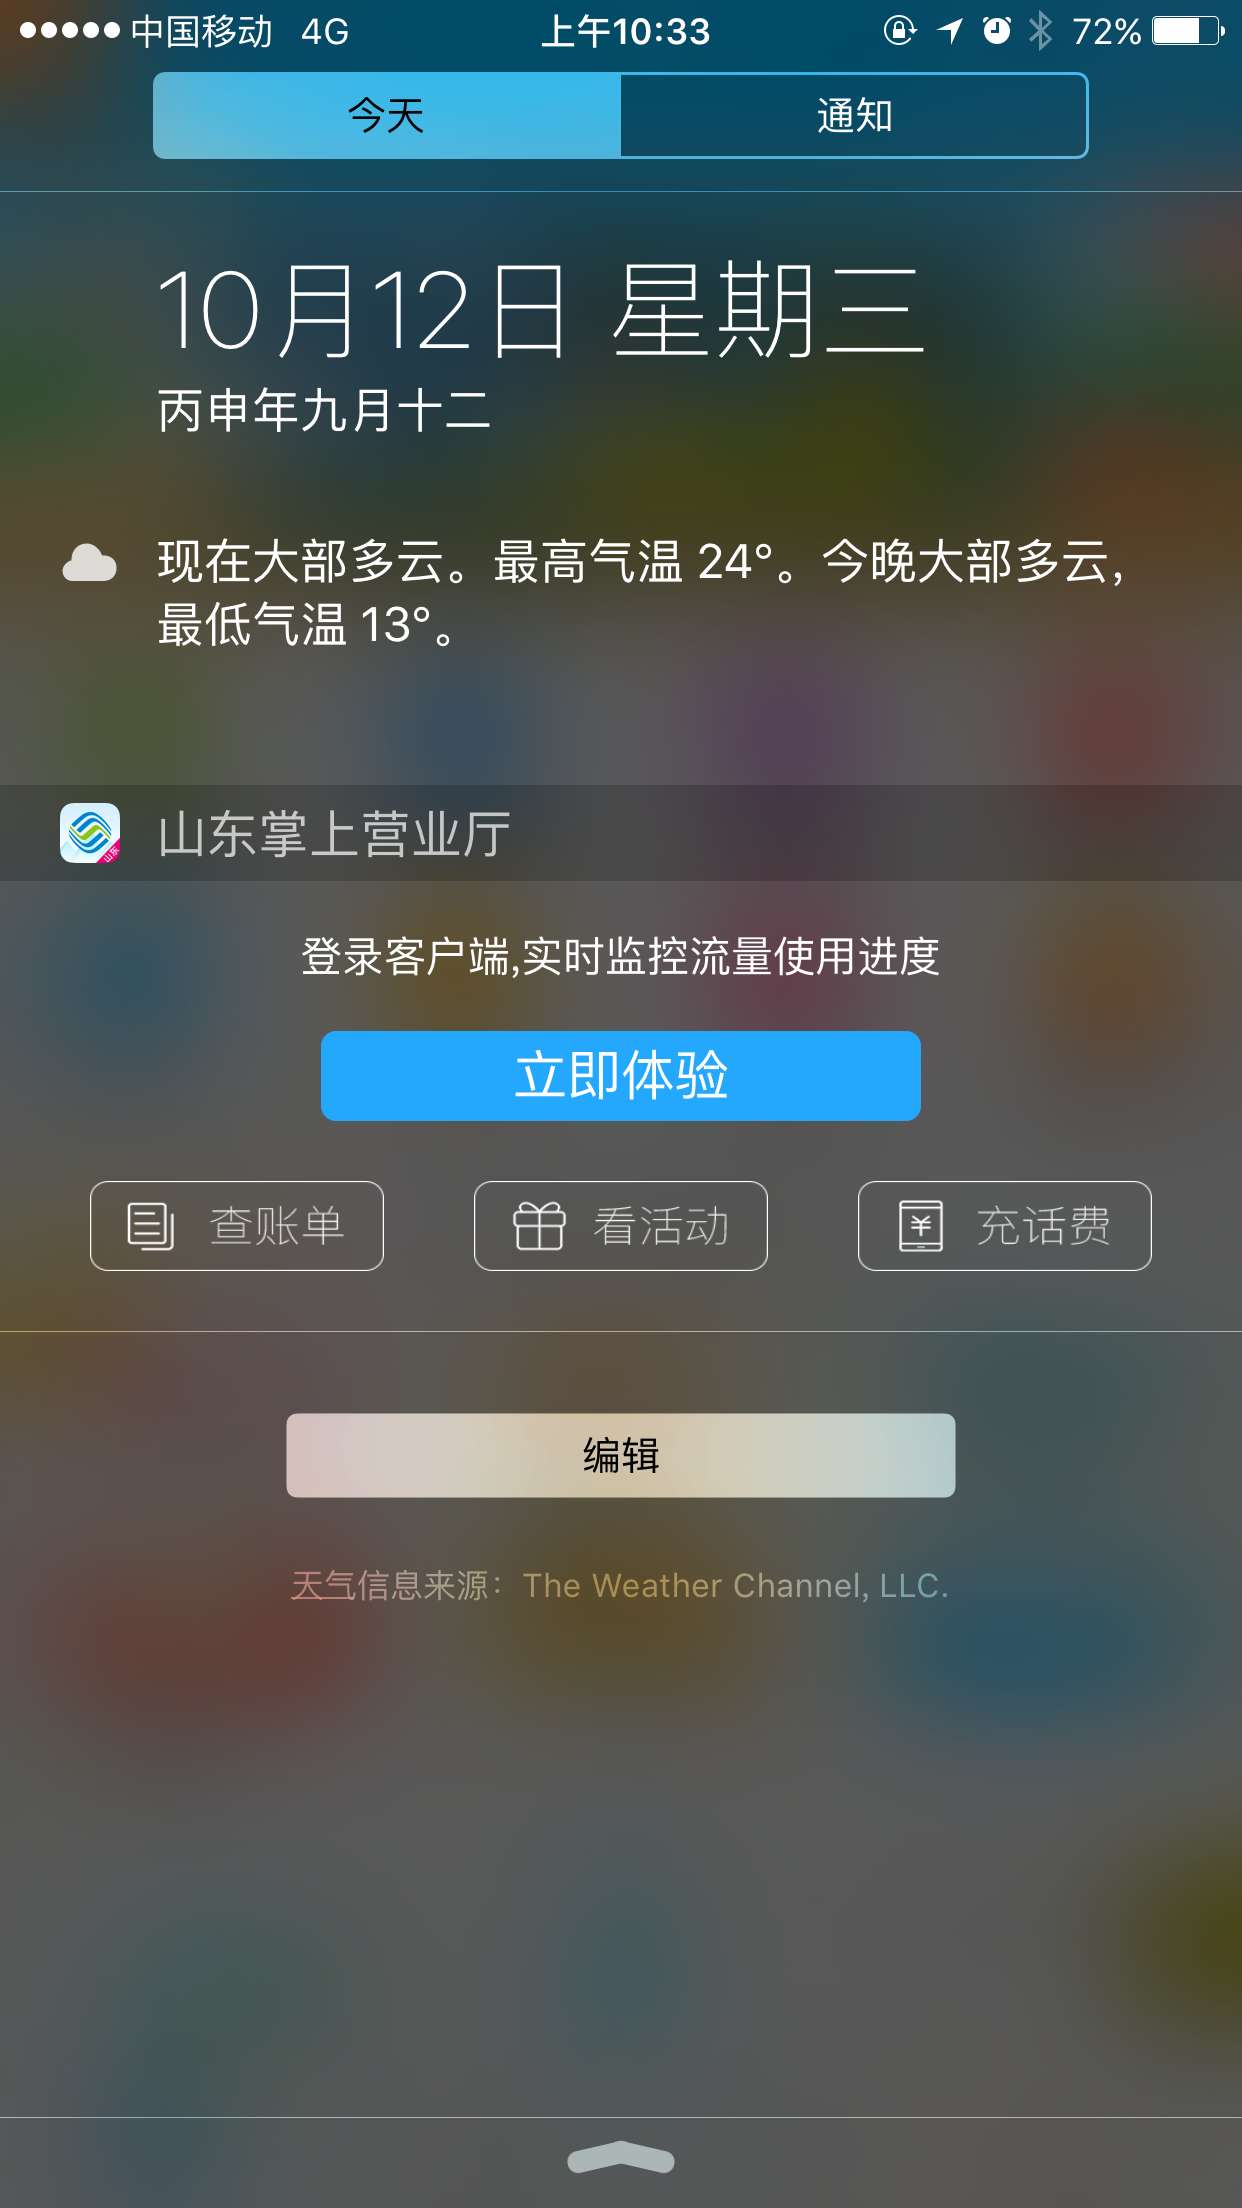 中国移动 4G 上午10:33 72%
今天 通知
10月12日 星期三
丙申年九月十二
现在大部多云。最高气温 24°。今晚大部多云,
最低气温 13°。
山东
山东掌上营业厅
登录客户端,实时监控流量使用进度
立即体验
查账单 看活动 充话费
编辑
天气信息来源：The Weather Channel, LLC.